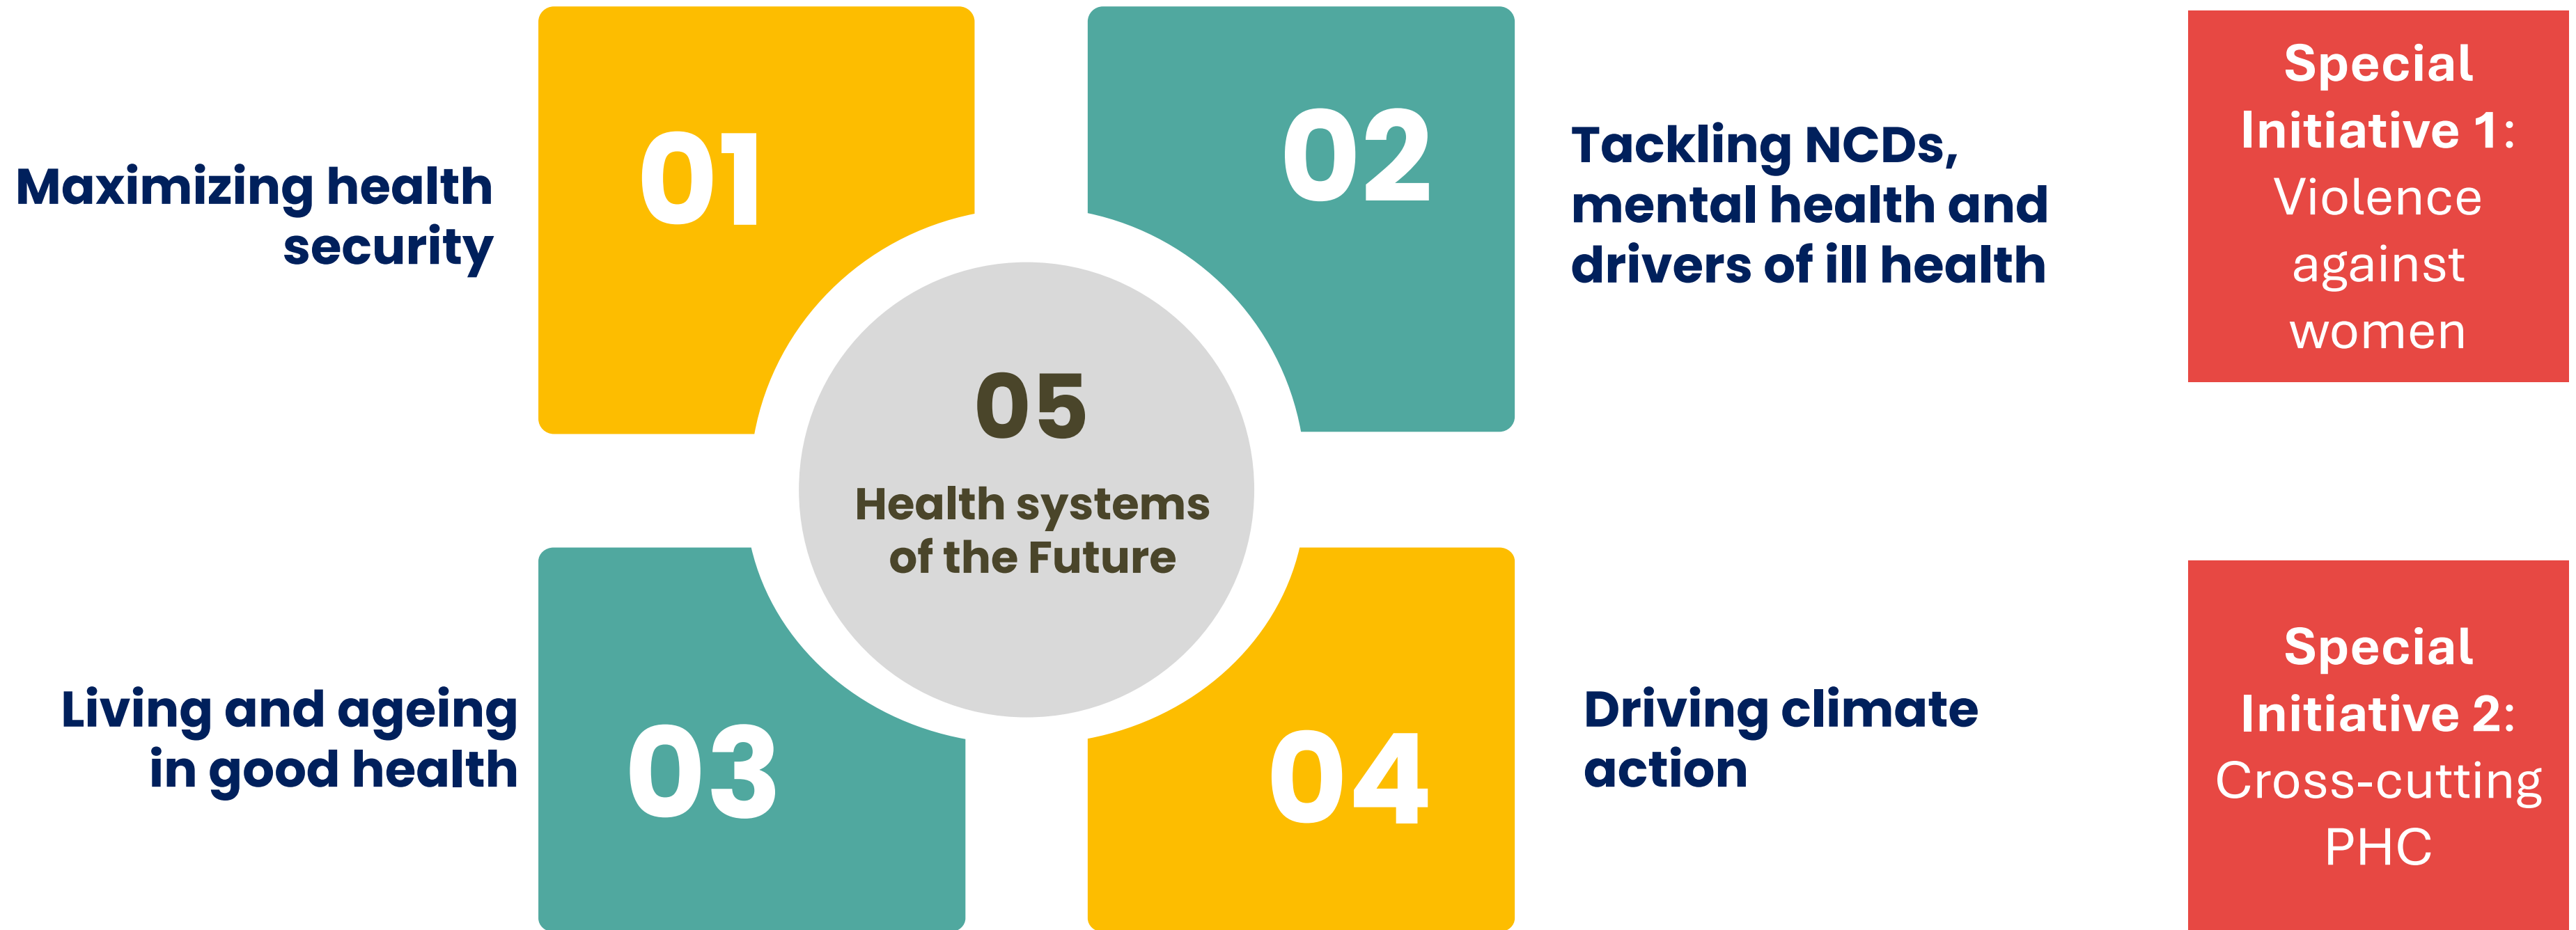 Maximizing health
security
01
02
Tackling NCDs,
mental health and
drivers of ill health
05
Health systems
of the Future
Living and ageing
in good health
03
04
Driving climate
action
Special
Initiative 1:
Violence
against
women
Special
Initiative 2:
Cross-cutting
PHC